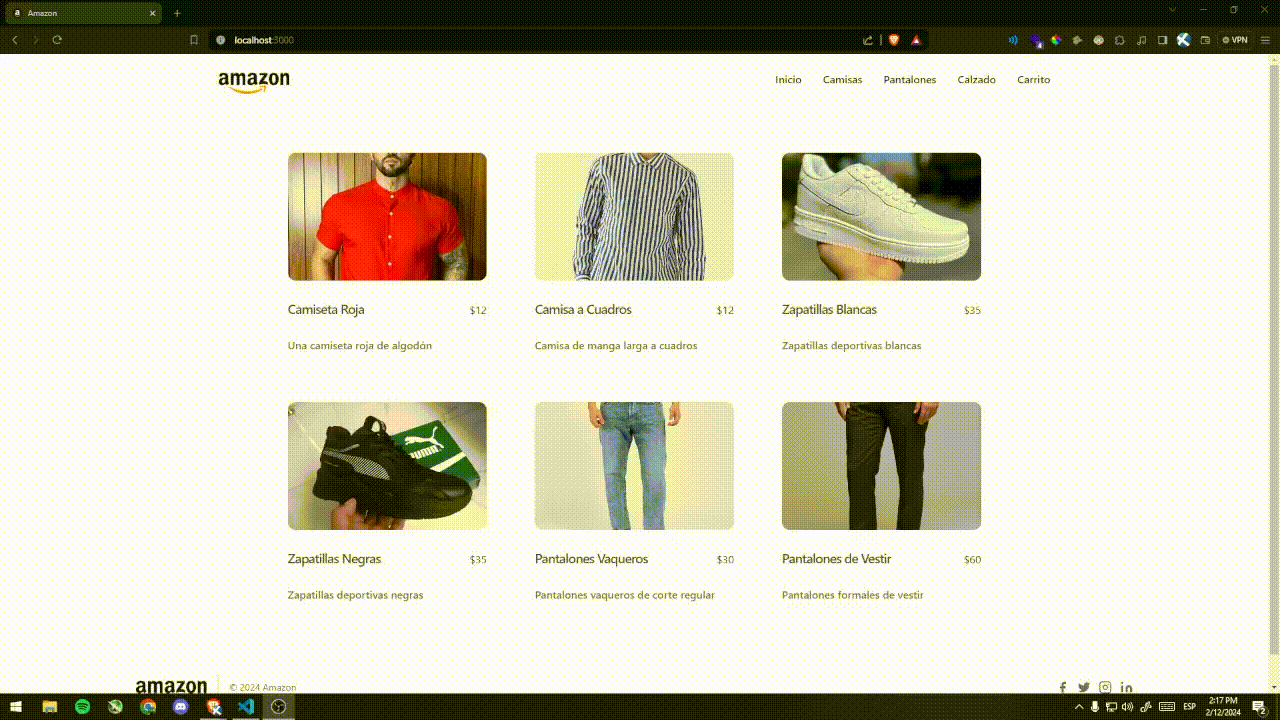 Amazon
localhost:3000
VPN
amazon
Inicio Camisas Pantalones Calzado Carrito
Camiseta Roja $12
Una camiseta roja de algodón
Camisa a Cuadros $12
Camisa de manga larga a cuadros
Zapatillas Blancas $35
Zapatillas deportivas blancas
PUMA
Zapatillas Negras $35
Zapatillas deportivas negras
Pantalones Vaqueros $30
Pantalones vaqueros de corte regular
Pantalones de Vestir $60
Pantalones formales de vestir
amazon © 2024 Amazon
ESP
2:17 PM
2/12/2024
2